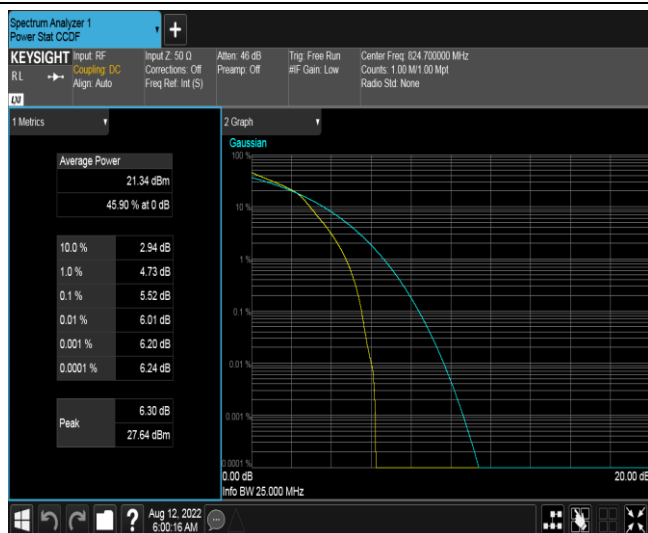 Spectrum Analyzer 1
Power Stat CCDF
+
KEYSIGHT
RL
LXI
Input: RF
Coupling: DC
Align: Auto
Input Z: 50 Ω
Corrections: Off
Freq Ref: Int (S)
Atten: 46 dB
Preamp: Off
Trig: Free Run
#IF Gain: Low
Center Freq: 824.700000 MHz
Counts: 1.00 M/1.00 Mpt
Radio Std: None
1 Metrics
Average Power
21.34 dBm
45.90 % at 0 dB
10.0 % 2.94 dB
1.0 % 4.73 dB
0.1 % 5.52 dB
0.01 % 6.01 dB
0.001 % 6.20 dB
0.0001 % 6.24 dB
Peak
6.30 dB
27.64 dBm
2 Graph
Gaussian
100 %
10 %
1 %
0.1 %
0.01 %
0.001 %
0.0001 %
0.00 dB 20.00 dB
Info BW 25.000 MHz
?
Aug 12, 2022
6:00:16 AM